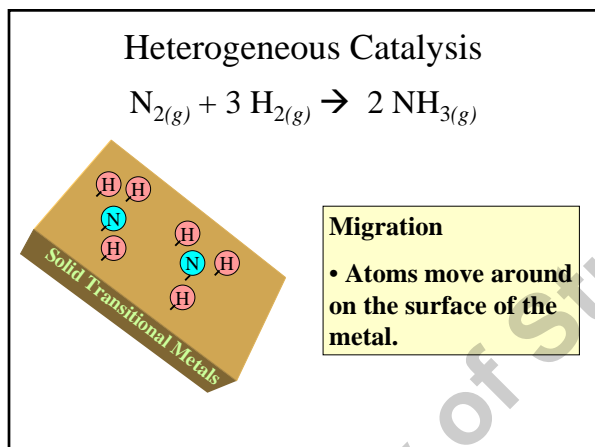 Heterogeneous Catalysis
N2(g) + 3 H2(g) → 2 NH3(g)
H H
N
H
H
N H
H
Solid Transitional Metals
Migration
• Atoms move around
on the surface of the
metal.
of